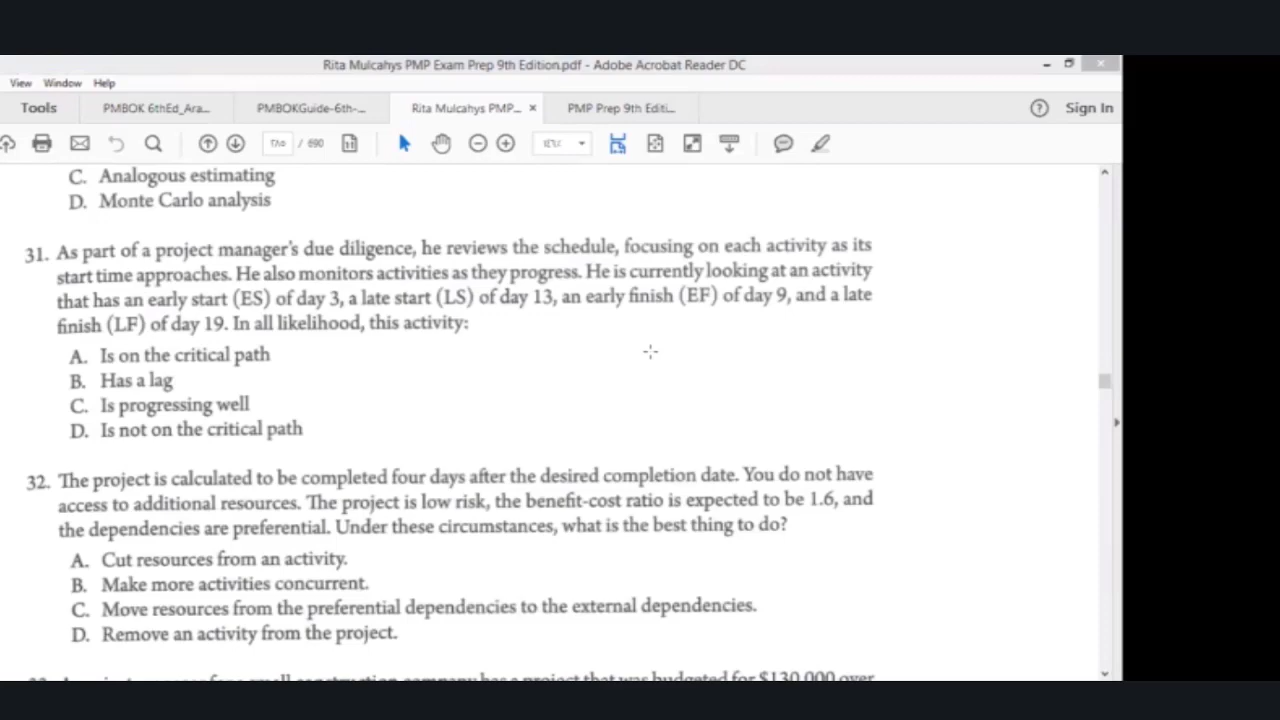 Rita Mulcahys PMP Exam Prep 9th Edition.pdf - Adobe Acrobat Reader DC
View Window Help
Tools PMBOK 6thEd_Ara... PMBOKGuide-6th-... Rita Mulcahys PMP... × PMP Prep 9th Editi... Sign In
/ 690
C. Analogous estimating
D. Monte Carlo analysis
31. As part of a project manager's due diligence, he reviews the schedule, focusing on each activity as its
start time approaches. He also monitors activities as they progress. He is currently looking at an activity
that has an early start (ES) of day 3, a late start (LS) of day 13, an early finish (EF) of day 9, and a late
finish (LF) of day 19. In all likelihood, this activity:
A. Is on the critical path
B. Has a lag
C. Is progressing well
D. Is not on the critical path
32. The project is calculated to be completed four days after the desired completion date. You do not have
access to additional resources. The project is low risk, the benefit-cost ratio is expected to be 1.6, and
the dependencies are preferential. Under these circumstances, what is the best thing to do?
A. Cut resources from an activity.
B. Make more activities concurrent.
C. Move resources from the preferential dependencies to the external dependencies.
D. Remove an activity from the project.
company has a project that was budgeted for $130,000 over